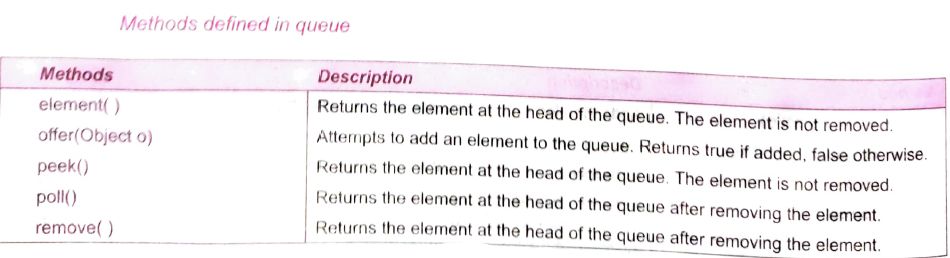 Methods defined in queue
Methods Description
element( ) Returns the element at the head of the queue. The element is not removed.
offer(Object o) Attempts to add an element to the queue. Returns true if added, false otherwise.
peek() Returns the element at the head of the queue. The element is not removed.
poll() Returns the element at the head of the queue after removing the element.
remove( ) Returns the element at the head of the queue after removing the element.